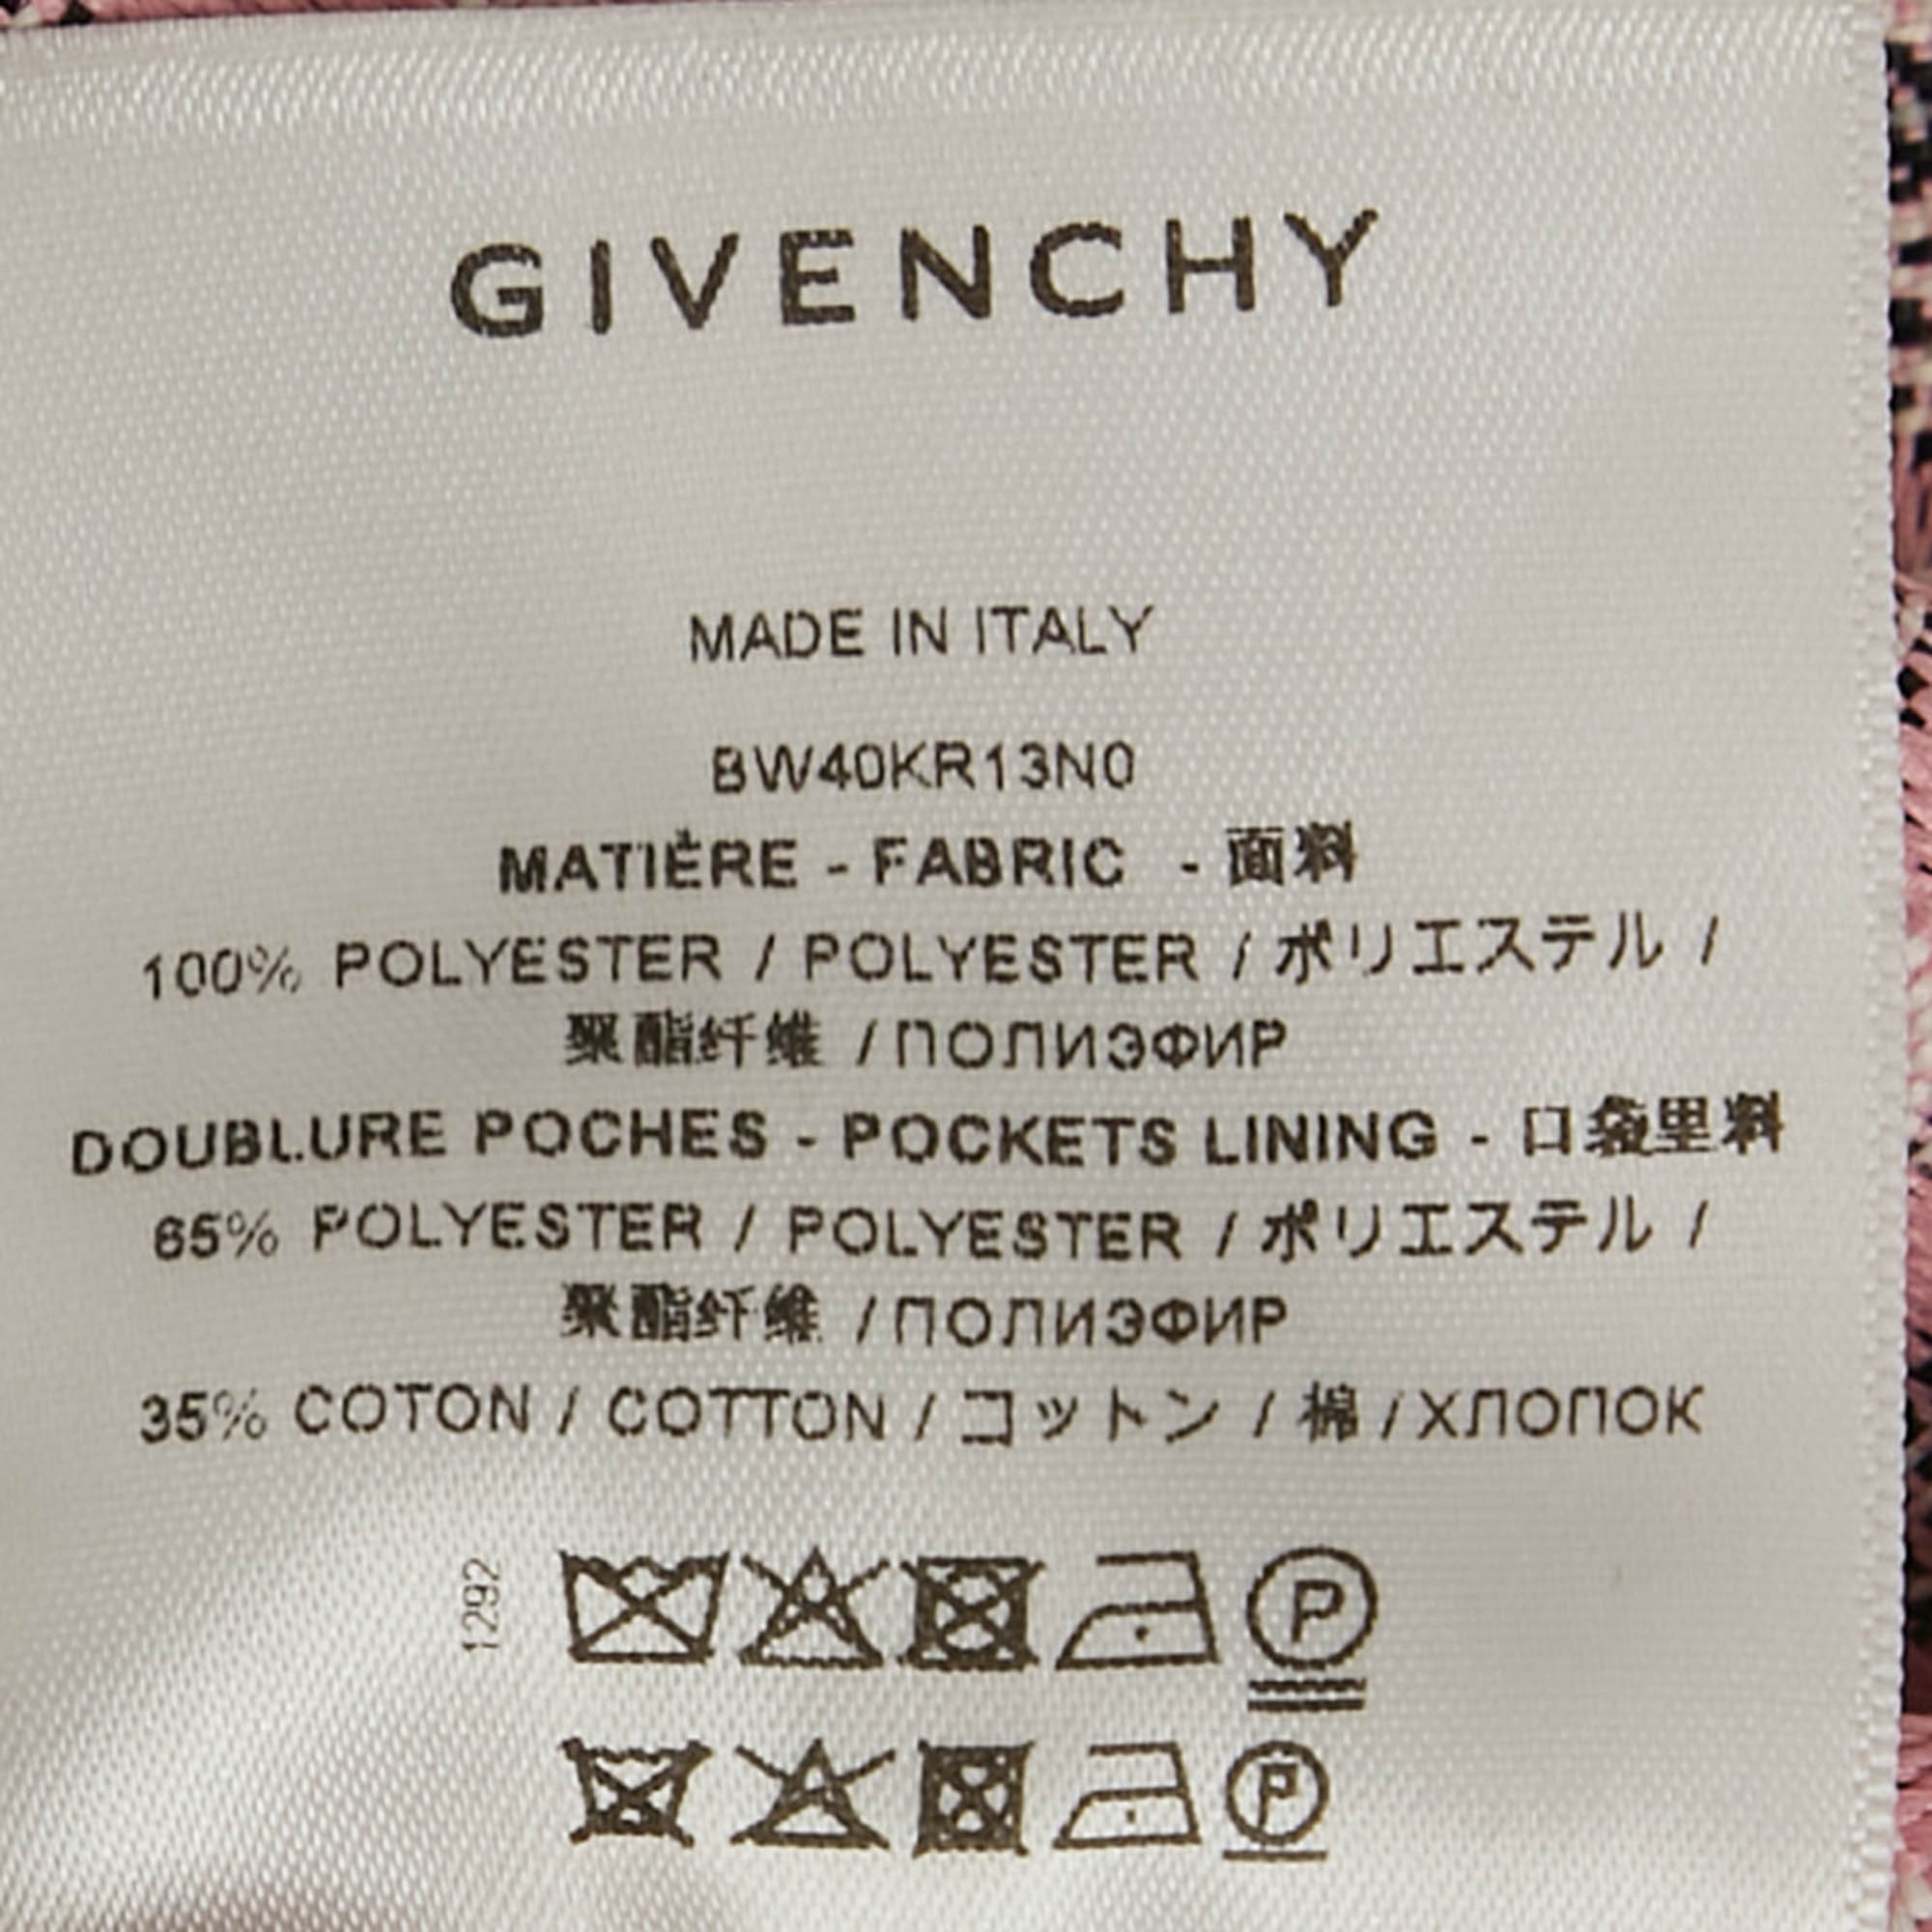 GIVENCHY
MADE IN ITALY
BW40KR13N0
MATIÈRE - FABRIC - 面料
100% POLYESTER / POLYESTER / ポリエステル /
聚酯纤维 / ПОЛИЭФИР
DOUBLURE POCHES - POCKETS LINING - 口袋里料
65% POLYESTER / POLYESTER / ポリエステル /
聚酯纤维 / ПОЛИЭФИР
35% COTON / COTTON / コットン / 棉 / ХЛОПОК
1292
P
P